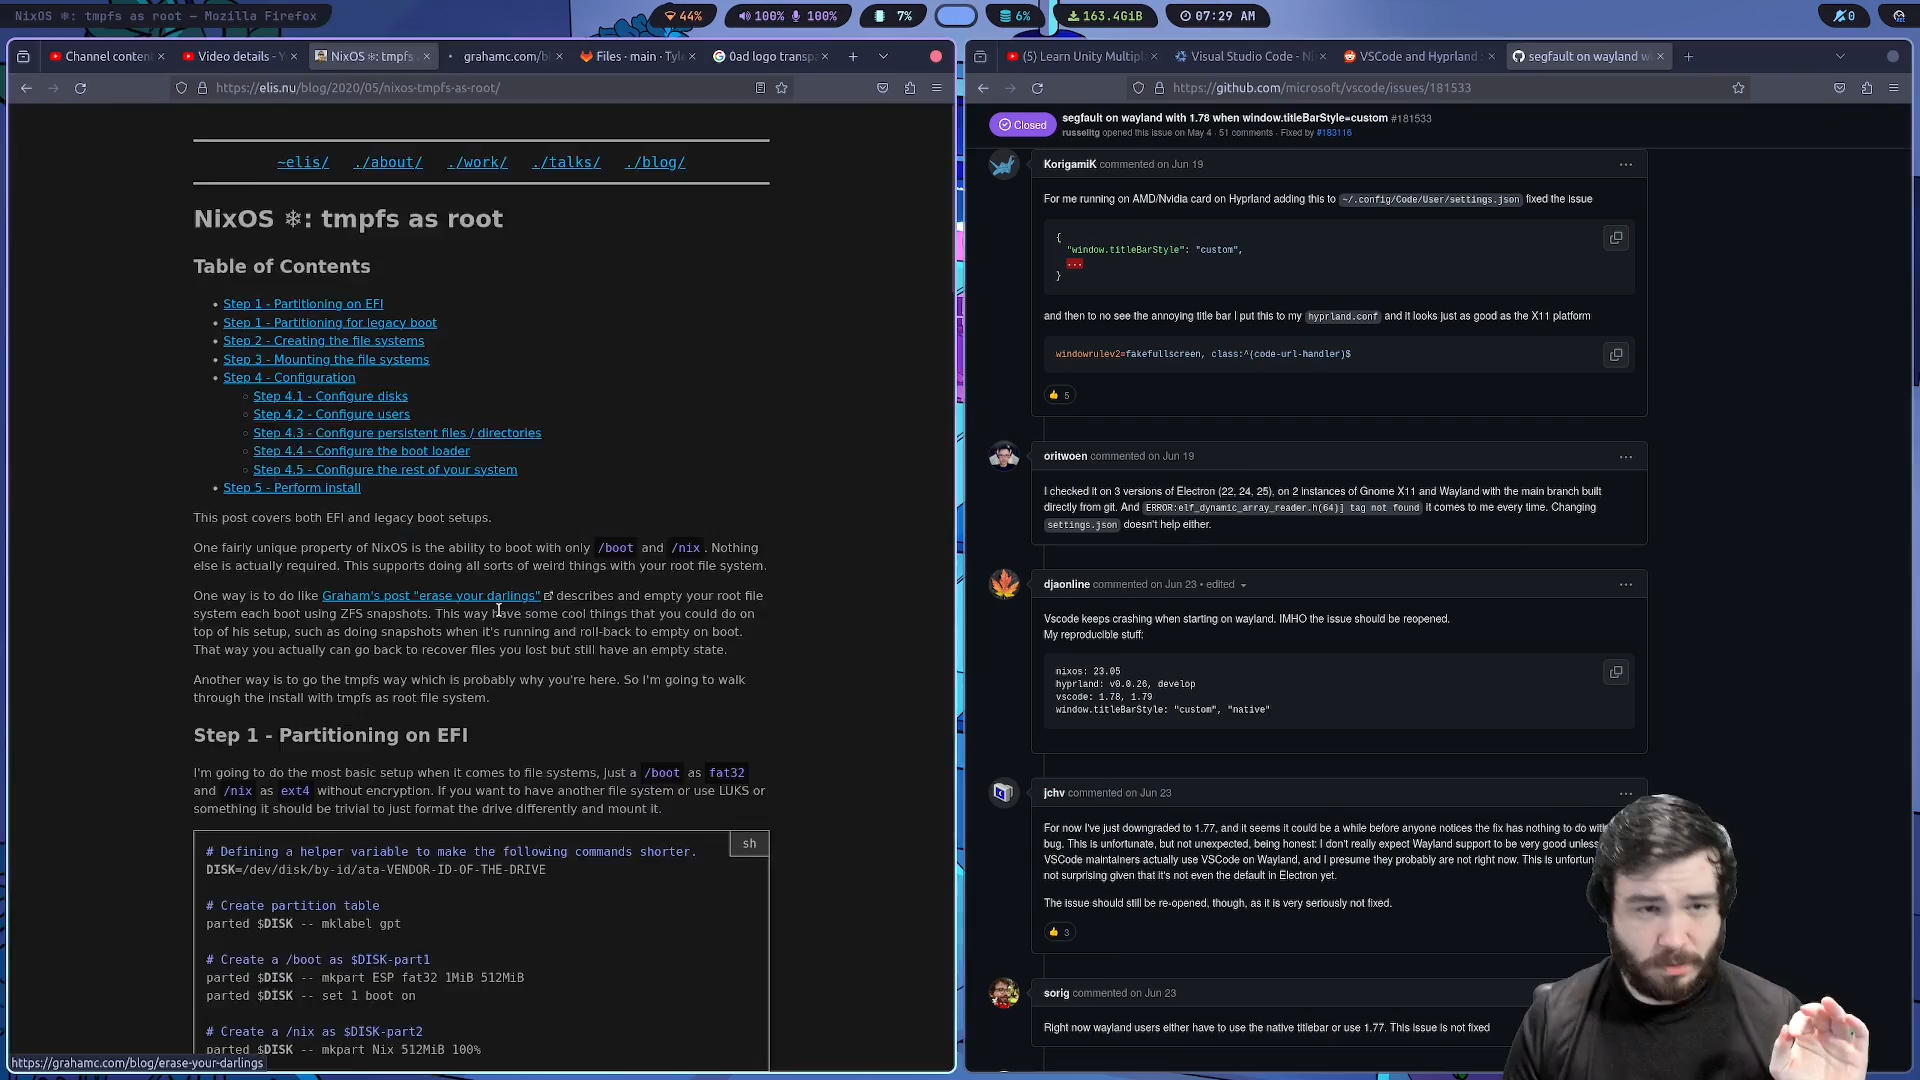 NixOS ❄: tmpfs as root — Mozilla Firefox
44%
100% 100%
7%
6%
163.4GiB
07:29 AM
0
Channel content
Video details - Y
NixOS ❄: tmpfs
grahamc.com/bl
Files · main · Tyle
0ad logo transpa
https://elis.nu/blog/2020/05/nixos-tmpfs-as-root/
~elis/ ./about/ ./work/ ./talks/ ./blog/
NixOS ❄: tmpfs as root
Table of Contents
Step 1 - Partitioning on EFI
Step 1 - Partitioning for legacy boot
Step 2 - Creating the file systems
Step 3 - Mounting the file systems
Step 4 - Configuration
Step 4.1 - Configure disks
Step 4.2 - Configure users
Step 4.3 - Configure persistent files / directories
Step 4.4 - Configure the boot loader
Step 4.5 - Configure the rest of your system
Step 5 - Perform install
This post covers both EFI and legacy boot setups.
One fairly unique property of NixOS is the ability to boot with only /boot and /nix. Nothing
else is actually required. This supports doing all sorts of weird things with your root file system.
One way is to do like Graham's post "erase your darlings" describes and empty your root file
system each boot using ZFS snapshots. This way have some cool things that you could do on
top of his setup, such as doing snapshots when it's running and roll-back to empty on boot.
That way you actually can go back to recover files you lost but still have an empty state.
Another way is to go the tmpfs way which is probably why you're here. So I'm going to walk
through the install with tmpfs as root file system.
Step 1 - Partitioning on EFI
I'm going to do the most basic setup when it comes to file systems, just a /boot as fat32
and /nix as ext4 without encryption. If you want to have another file system or use LUKS or
something it should be trivial to just format the drive differently and mount it.
sh
# Defining a helper variable to make the following commands shorter.
DISK=/dev/disk/by-id/ata-VENDOR-ID-OF-THE-DRIVE
# Create partition table
parted $DISK -- mklabel gpt
# Create a /boot as $DISK-part1
parted $DISK -- mkpart ESP fat32 1MiB 512MiB
parted $DISK -- set 1 boot on
# Create a /nix as $DISK-part2
parted $DISK -- mkpart Nix 512MiB 100%
https://grahamc.com/blog/erase-your-darlings
() Learn Unity Multipl
Visual Studio Code - Ni
VSCode and Hyprland
segfault on wayland wi
https://github.com/microsoft/vscode/issues/181533
Closed
segfault on wayland with 1.78 when window.titleBarStyle=custom #181533
russelltg opened this issue on May 4 · 51 comments · Fixed by #183116
KorigamiK commented on Jun 19
For me running on AMD/Nvidia card on Hyprland adding this to ~/.config/Code/User/settings.json fixed the issue
{
"window.titleBarStyle": "custom",
...
}
and then to no see the annoying title bar I put this to my hyprland.conf and it looks just as good as the X11 platform
windowrulev2=fakefullscreen, class:^(code-url-handler)$
5
oritwoen commented on Jun 19
I checked it on 3 versions of Electron (22, 24, 25), on 2 instances of Gnome X11 and Wayland with the main branch built
directly from git. And ERROR:elf_dynamic_array_reader.h(64)] tag not found it comes to me every time. Changing
settings.json doesn't help either.
djaonline commented on Jun 23 • edited
Vscode keeps crashing when starting on wayland. IMHO the issue should be reopened.
My reproducible stuff:
nixos: 23.05
hyprland: v0.0.26, develop
vscode: 1.78, 1.79
window.titleBarStyle: "custom", "native"
jchv commented on Jun 23
For now I've just downgraded to 1.77, and it seems it could be a while before anyone notices the fix has nothing to do with
bug. This is unfortunate, but not unexpected, being honest: I don't really expect Wayland support to be very good unless
VSCode maintainers actually use VSCode on Wayland, and I presume they probably are not right now. This is
not surprising given that it's not even the default in Electron yet.
The issue should still be re-opened, though, as it is very seriously not fixed.
3
sorig commented on Jun 23
Right now wayland users either have to use the native titlebar or use 1.77. This issue is not fixed